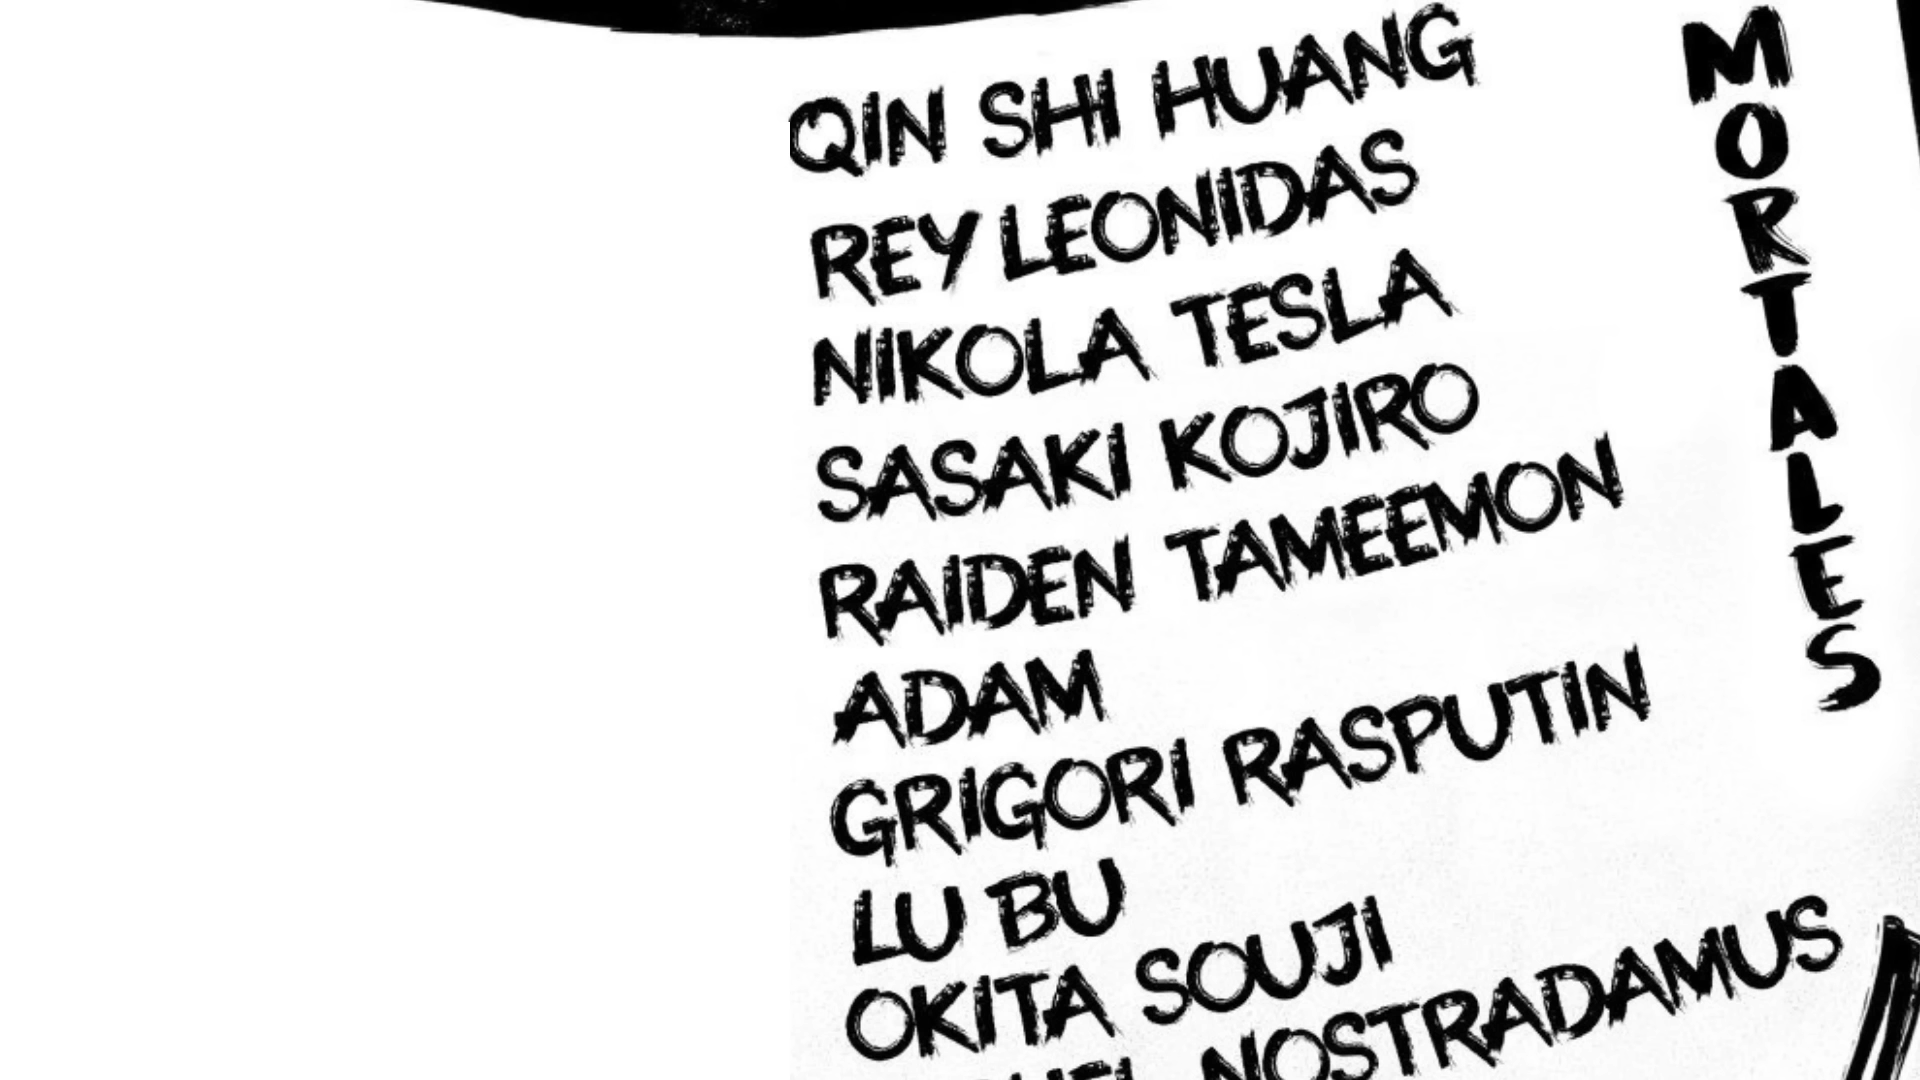 QIN SHI HUANG
REY LEONIDAS
NIKOLA TESLA
SASAKI KOJIRO
RAIDEN TAMEEMON
ADAM
GRIGORI RASPUTIN
LU BU
OKITA SOUJI
NOSTRADAMUS
MORTALES